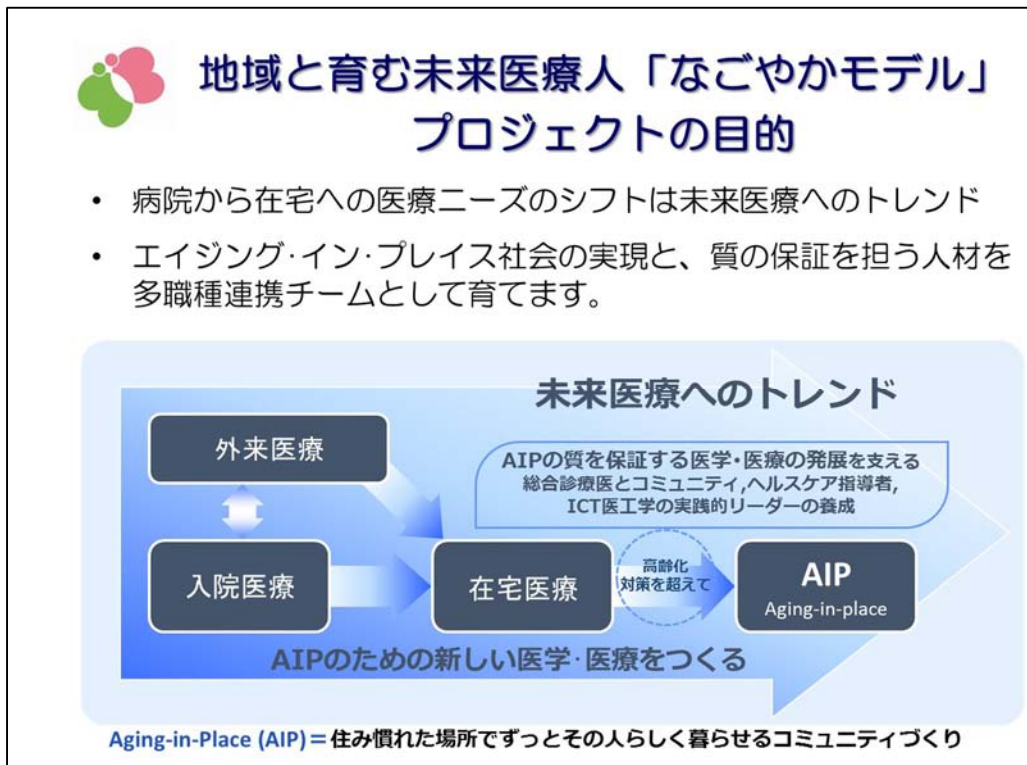 地域と育む未来医療人「なごやかモデル」
プロジェクトの目的
• 病院から在宅への医療ニーズのシフトは未来医療へのトレンド
• エイジング･イン･プレイス社会の実現と、質の保証を担う人材を
多職種連携チームとして育てます。
未来医療へのトレンド
外来医療
AIPの質を保証する医学･医療の発展を支える
総合診療医とコミュニティ,ヘルスケア指導者,
ICT医工学の実践的リーダーの養成
入院医療
在宅医療
高齢化
対策を超えて
AIP
Aging-in-place
AIPのための新しい医学･医療をつくる
Aging-in-Place (AIP)＝住み慣れた場所でずっとその人らしく暮らせるコミュニティづくり